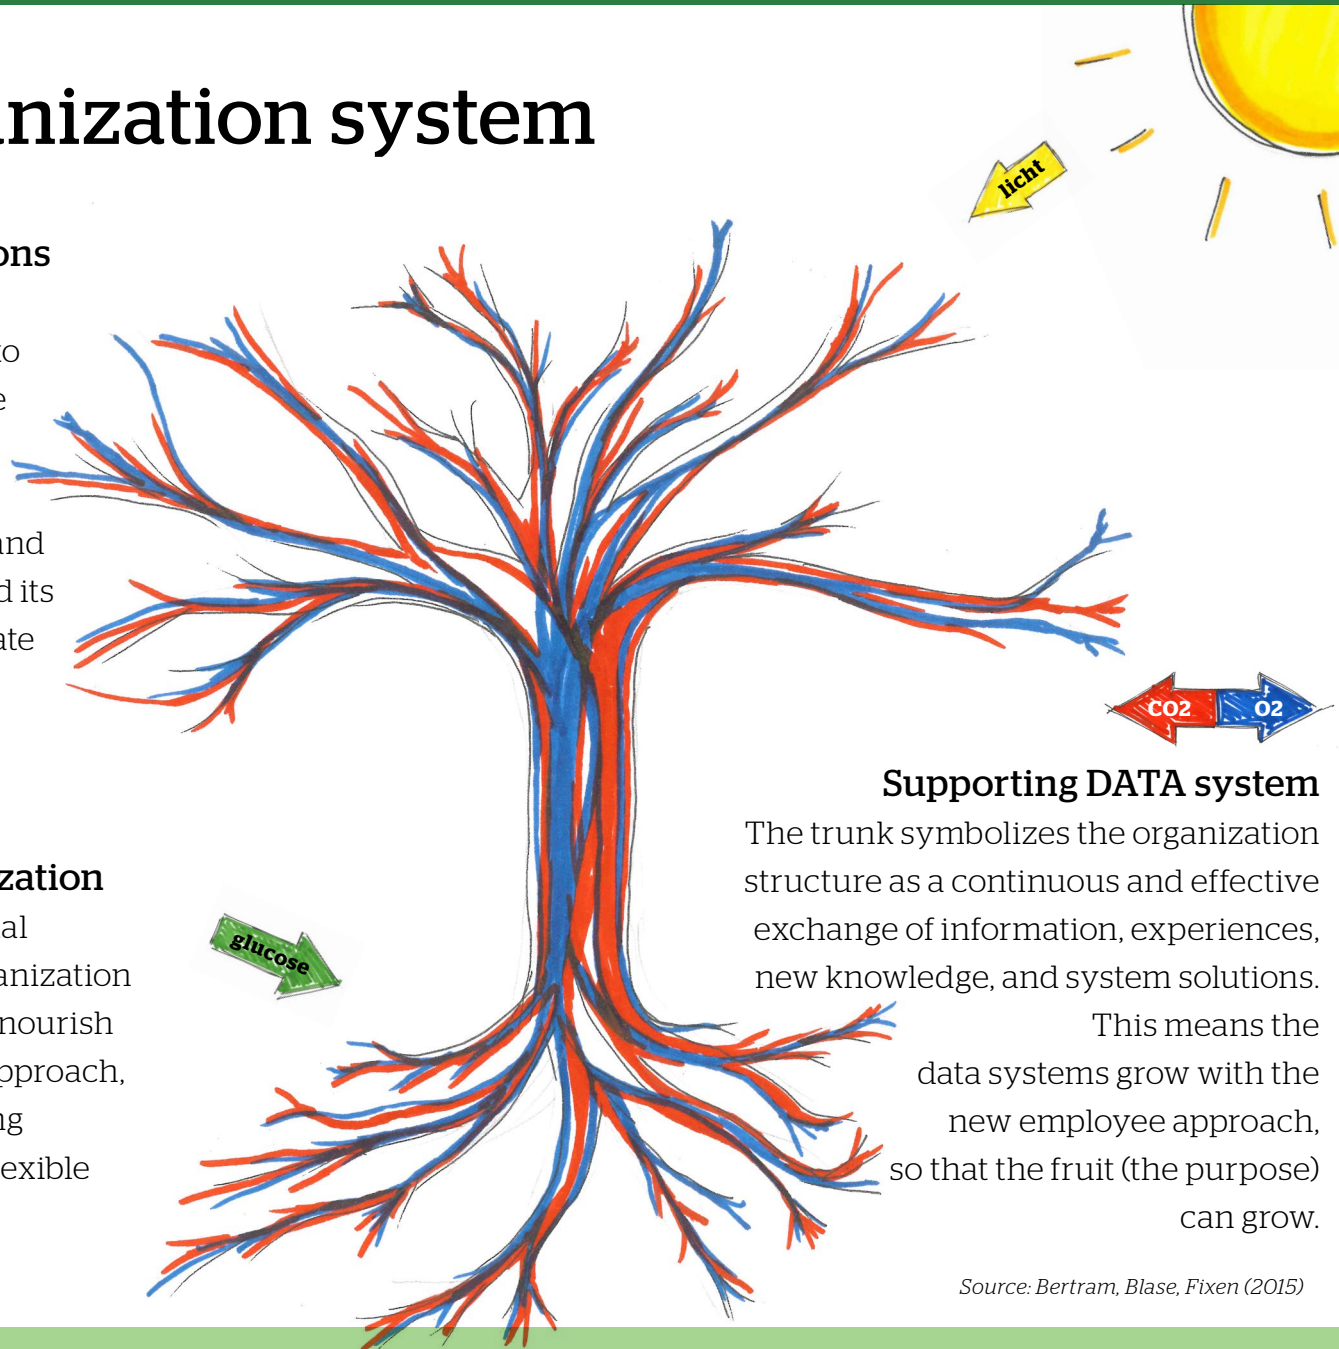 nization system
licht
ons
to
e
and
d its
ate
CO2 O2
Supporting DATA system
The trunk symbolizes the organization
structure as a continuous and effective
exchange of information, experiences,
new knowledge, and system solutions.
This means the
data systems grow with the
new employee approach,
so that the fruit (the purpose)
can grow.
zation
al
anization
nourish
pproach,
ng
exible
glucose
Source: Bertram, Blase, Fixen (2015)